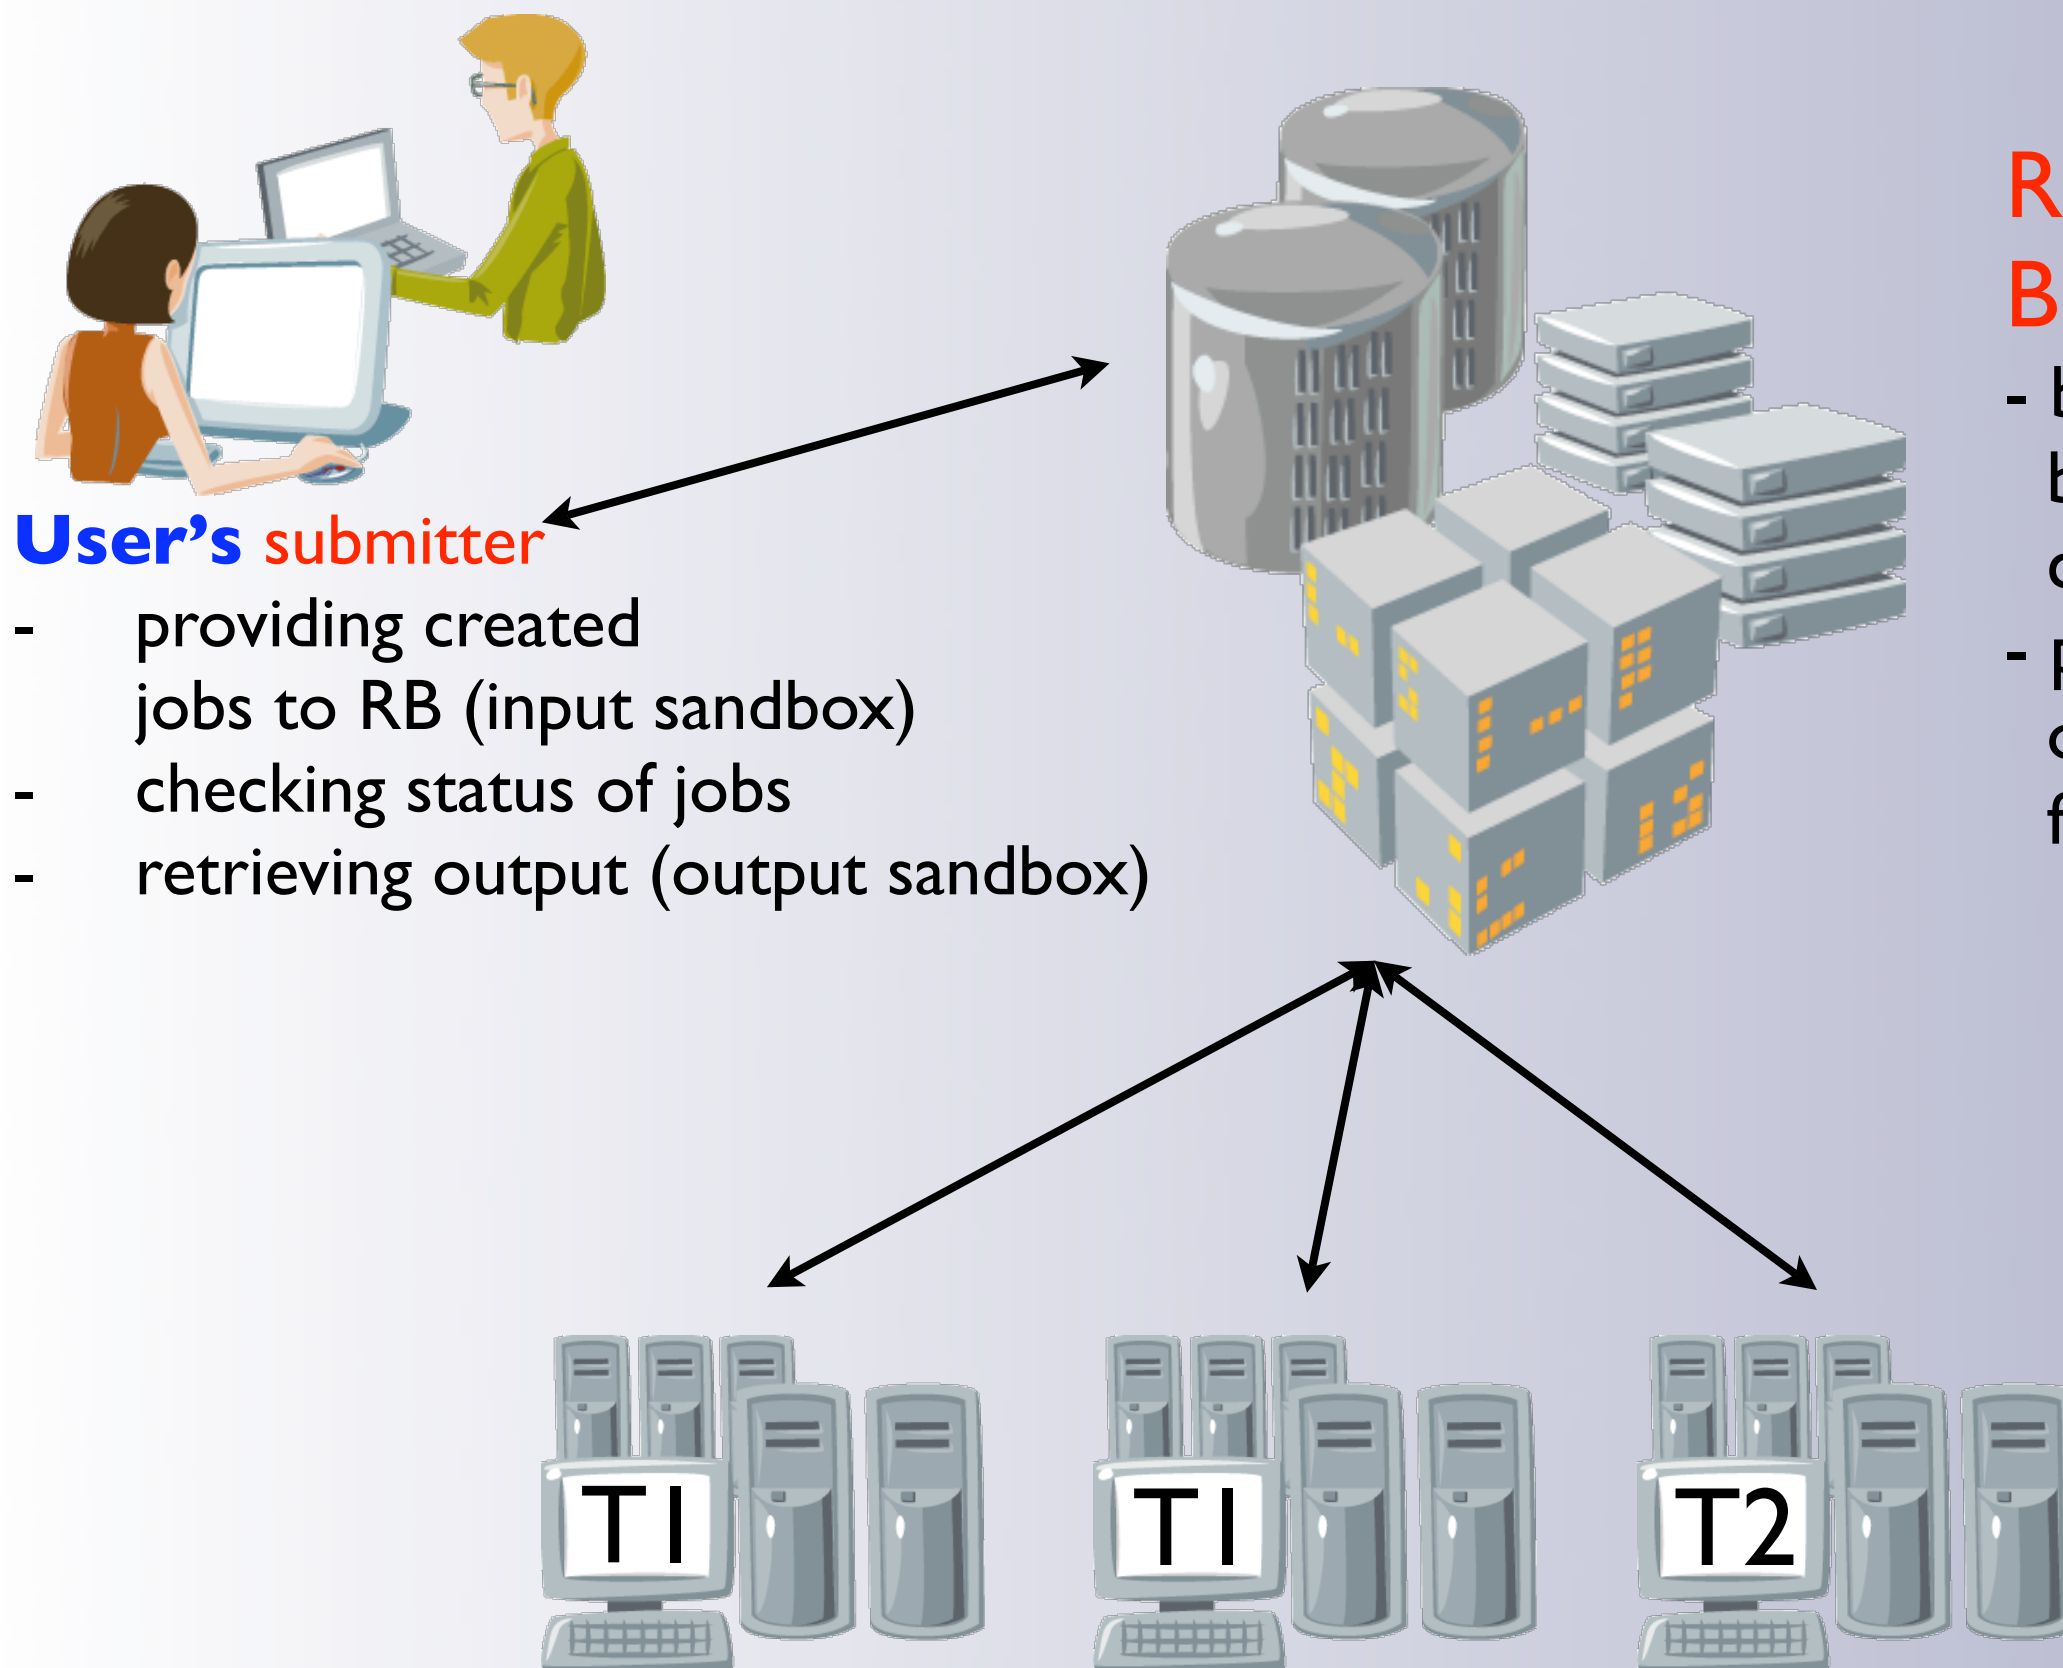 User's submitter
- providing created
jobs to RB (input sandbox)
- checking status of jobs
- retrieving output (output sandbox)
R
B
-
-
T1
T1
T2